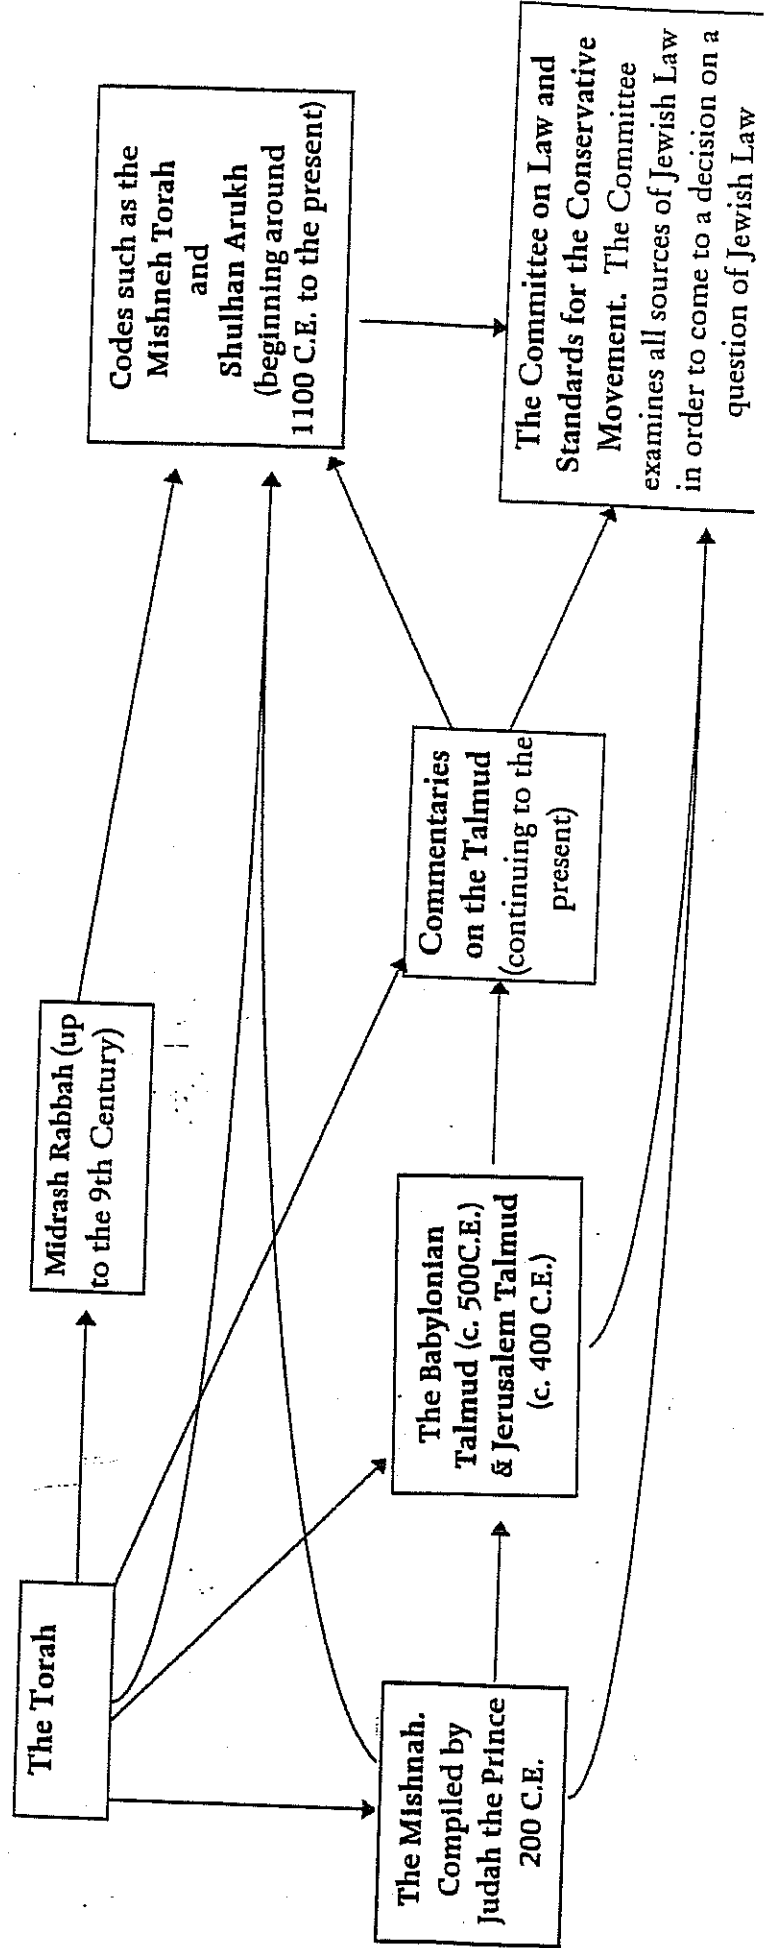 The Torah
Midrash Rabbah (up
to the 9th Century)
Codes such as the
Mishneh Torah
and
Shulhan Arukh
(beginning around
1100 C.E. to the present)
The Mishnah.
Compiled by
Judah the Prince
200 C.E.
The Babylonian
Talmud (c. 500C.E.)
& Jerusalem Talmud
(c. 400 C.E.)
Commentaries
on the Talmud
(continuing to the
present)
The Committee on Law and
Standards for the Conservative
Movement. The Committee
examines all sources of Jewish Law
in order to come to a decision on a
question of Jewish Law